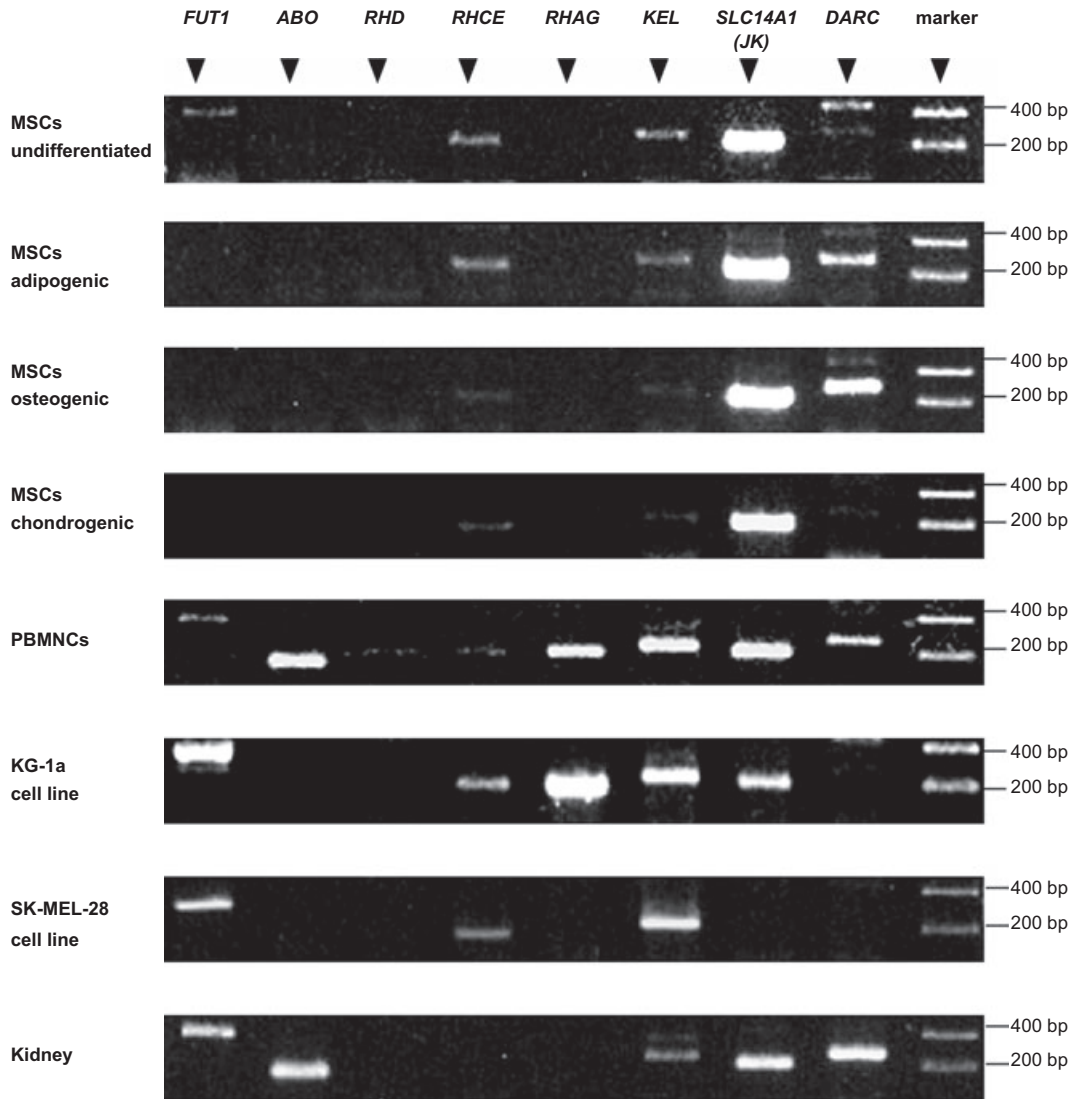 FUT1 ABO RHD RHCE RHAG KEL SLC14A1 DARC marker
(JK)
MSCs
undifferentiated
400 bp
200 bp
MSCs
adipogenic
400 bp
200 bp
MSCs
osteogenic
400 bp
200 bp
MSCs
chondrogenic
400 bp
200 bp
PBMNCs
400 bp
200 bp
KG-1a
cell line
400 bp
200 bp
SK-MEL-28
cell line
400 bp
200 bp
Kidney
400 bp
200 bp